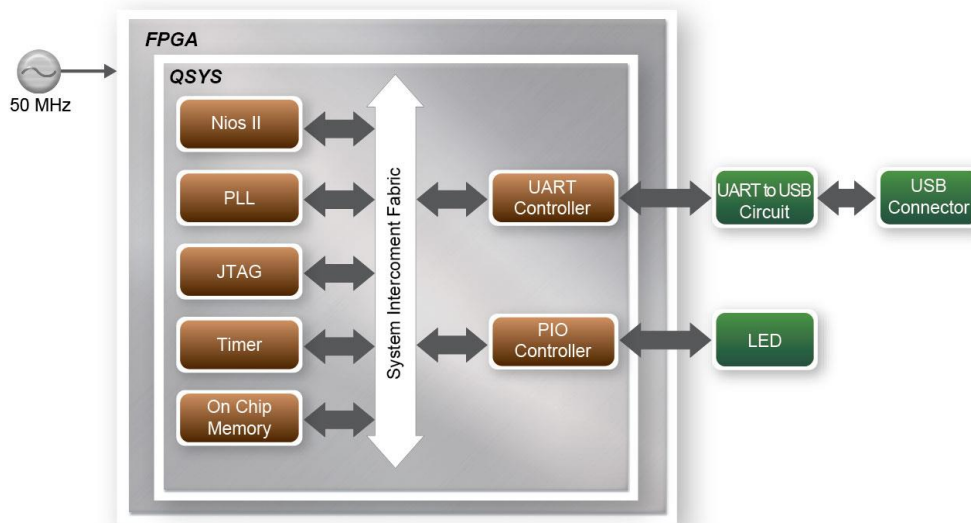 FPGA
QSYS
50 MHz
Nios II
PLL
JTAG
Timer
On Chip
Memory
System Intercoment Fabric
UART
Controller
PIO
Controller
UART to USB
Circuit
USB
Connector
LED